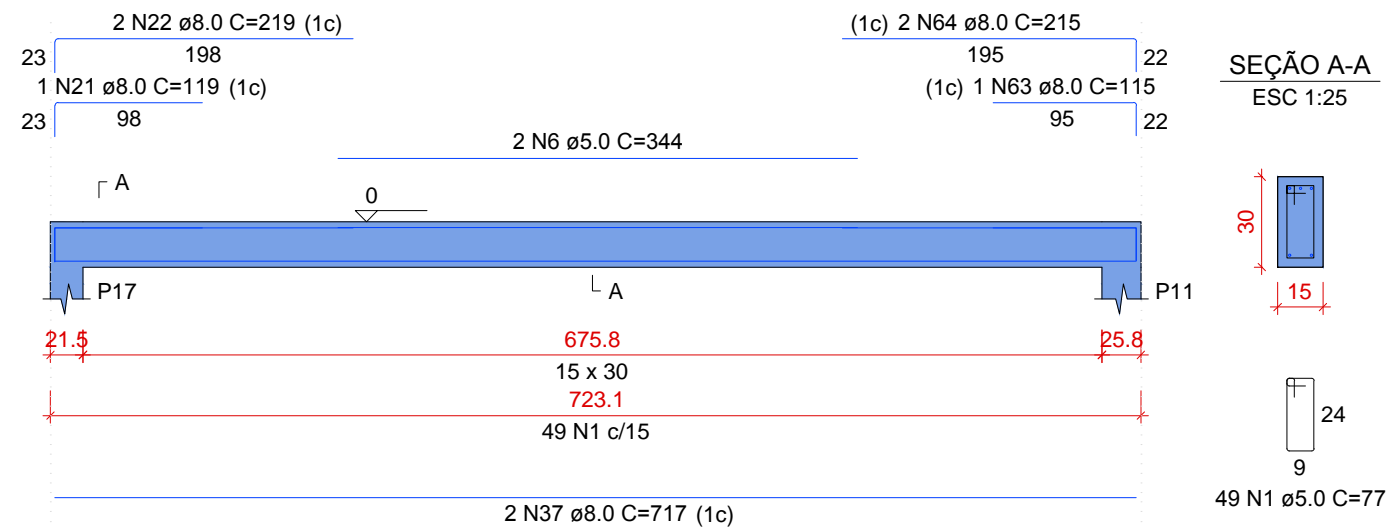 2 N22 ø8.0 C=219 (1c)
23
198
1 N21 ø8.0 C=119 (1c)
23
98
(1c) 2 N64 ø8.0 C=215
195
22
(1c) 1 N63 ø8.0 C=115
95
22
2 N6 ø5.0 C=344
A
0
A
P17
P11
21.5
675.8
25.8
15 x 30
723.1
49 N1 c/15
2 N37 ø8.0 C=717 (1c)
SEÇÃO A-A
ESC 1:25
30
15
24
9
49 N1 ø5.0 C=77